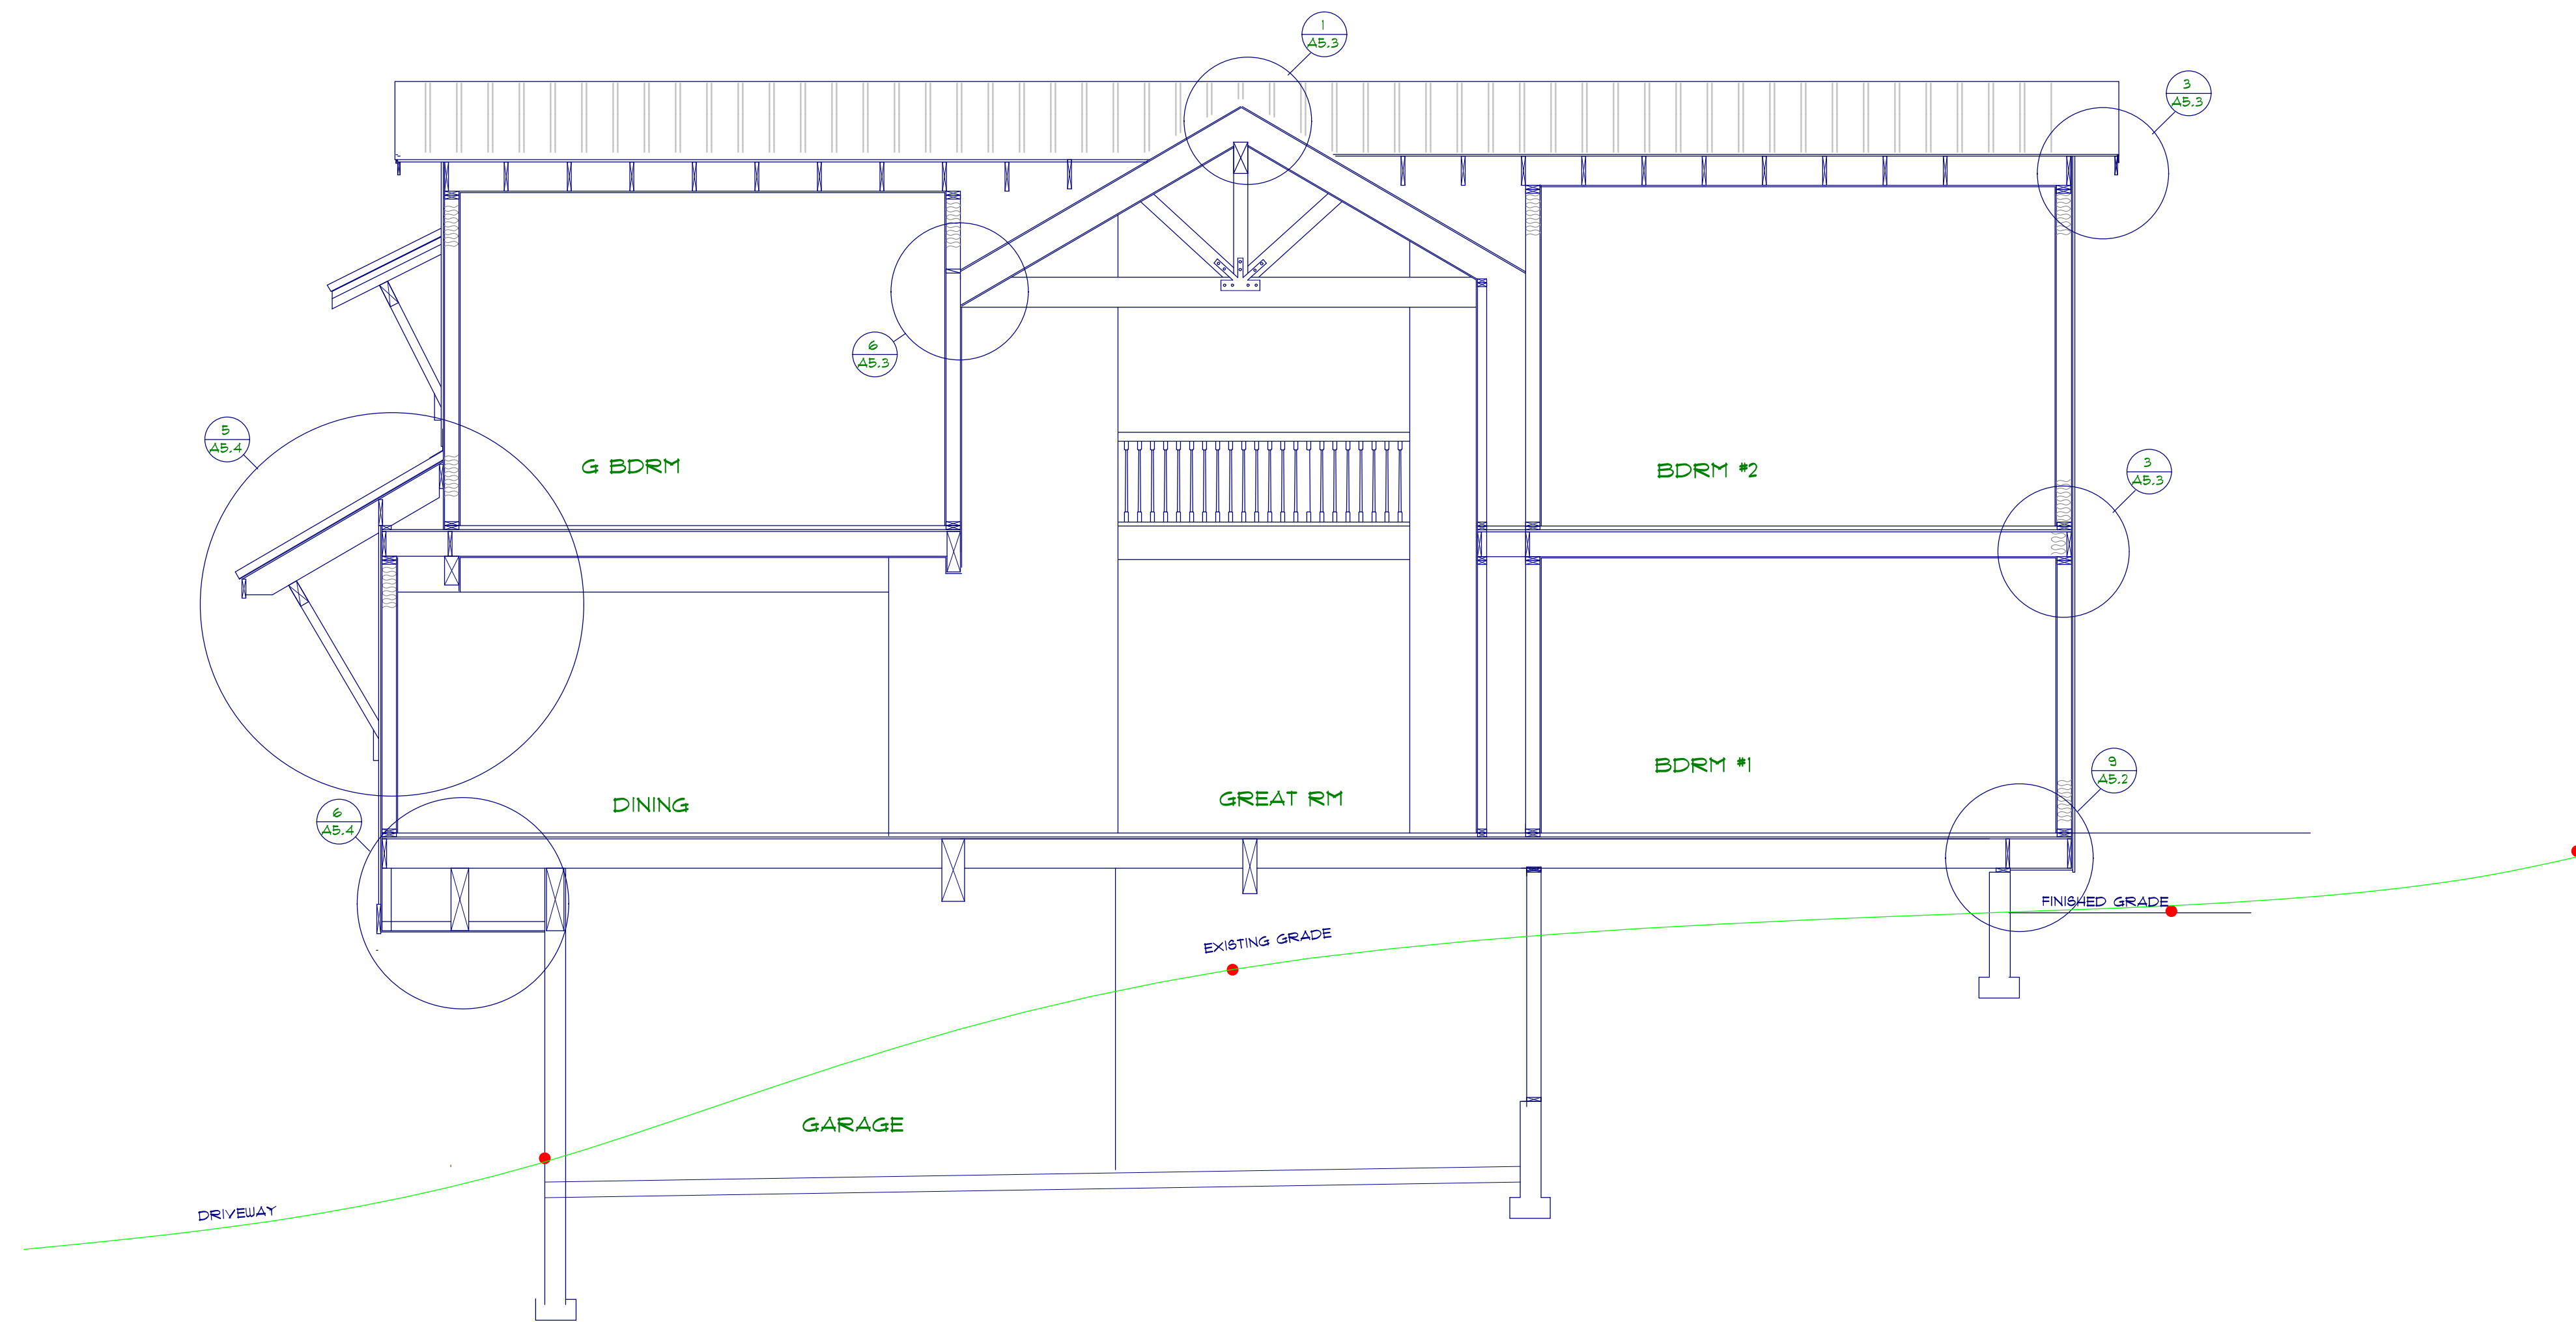 1
A5.3
3
A5.3
6
A5.3
5
A5.4
G BDRM
BDRM #2
3
A5.3
DINING
GREAT RM
BDRM #1
9
A5.2
6
A5.4
FINISHED GRADE
EXISTING GRADE
GARAGE
DRIVEWAY